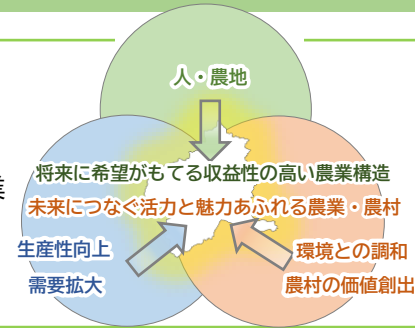 人・農地
業
将来に希望がもてる収益性の高い農業構造
未来につなぐ活力と魅力あふれる農業・農村
生産性向上
需要拡大
環境との調和
農村の価値創出